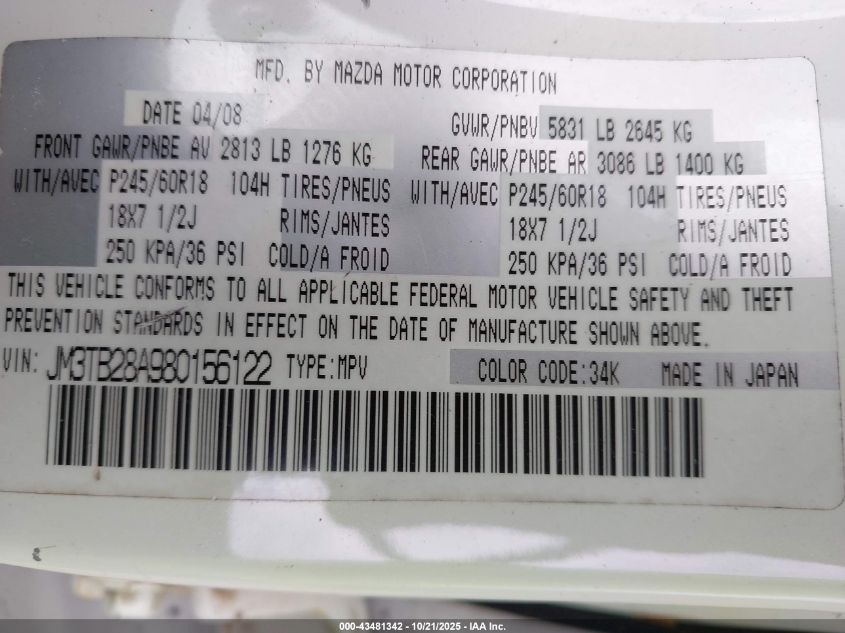 MFD. BY MAZDA MOTOR CORPORATION
DATE 04/08 GVWR/PNBV 5831 LB 2645 KG
FRONT GAWR/PNBE AV 2813 LB 1276 KG REAR GAWR/PNBE AR 3086 LB 1400 KG
WITH/AVEC P245/60R18 104H TIRES/PNEUS WITH/AVEC P245/60R18 104H TIRES/PNEUS
18X7 1/2J RIMS/JANTES 18X7 1/2J RIMS/JANTES
250 KPA/36 PSI COLD/A FROID 250 KPA/36 PSI COLD/A FROID
THIS VEHICLE CONFORMS TO ALL APPLICABLE FEDERAL MOTOR VEHICLE SAFETY AND THEFT
PREVENTION STANDARDS IN EFFECT ON THE DATE OF MANUFACTURE SHOWN ABOVE.
VIN: JM3TB28A980156122 TYPE:MPV COLOR CODE:34K MADE IN JAPAN
000-43481342 - 10/21/2025 - IAA Inc.